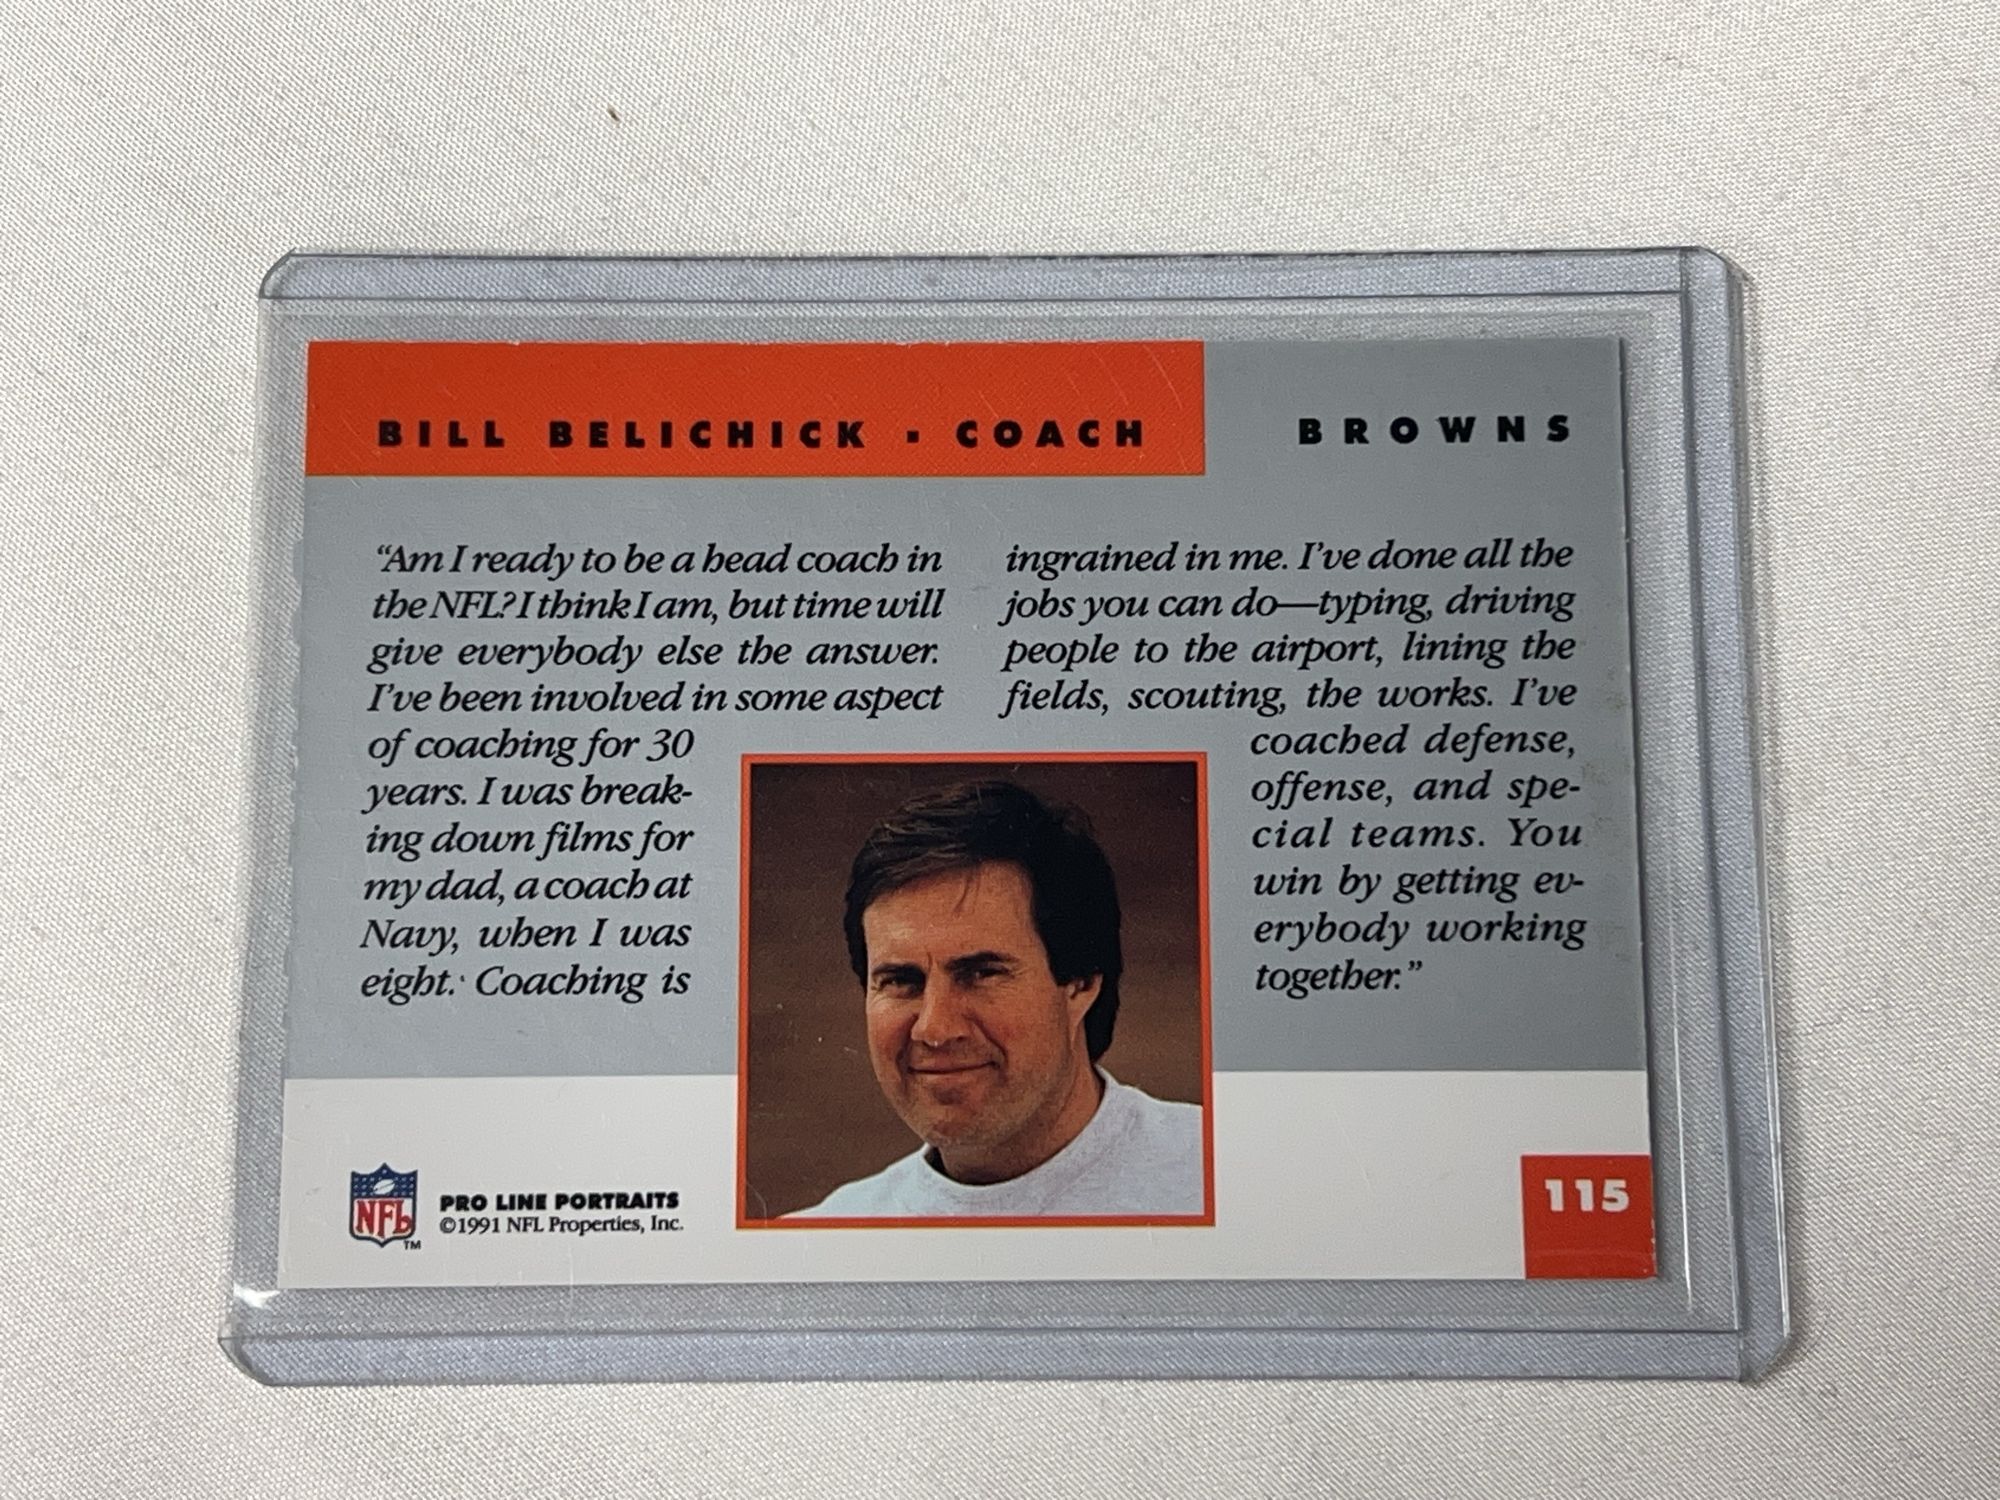 BILL BELICHICK · COACH
BROWNS
“Am I ready to be a head coach in
the NFL? I think I am, but time will
give everybody else the answer.
I’ve been involved in some aspect
of coaching for 30
years. I was break-
ing down films for
my dad, a coach at
Navy, when I was
eight. Coaching is
ingrained in me. I’ve done all the
jobs you can do—typing, driving
people to the airport, lining the
fields, scouting, the works. I’ve
coached defense,
offense, and spe-
cial teams. You
win by getting ev-
erybody working
together.”
NFL
TM
PRO LINE PORTRAITS
©1991 NFL Properties, Inc.
115